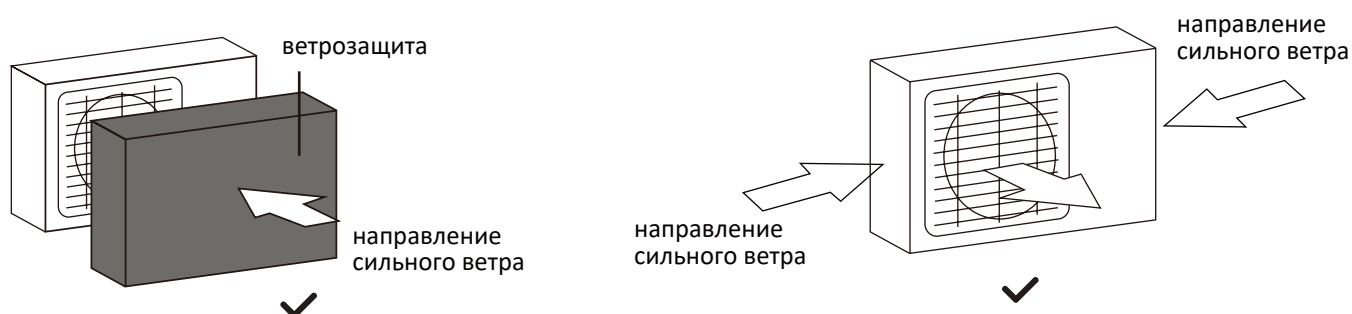 ветрозащита
направление
сильного ветра
направление
сильного ветра
направление
сильного ветра